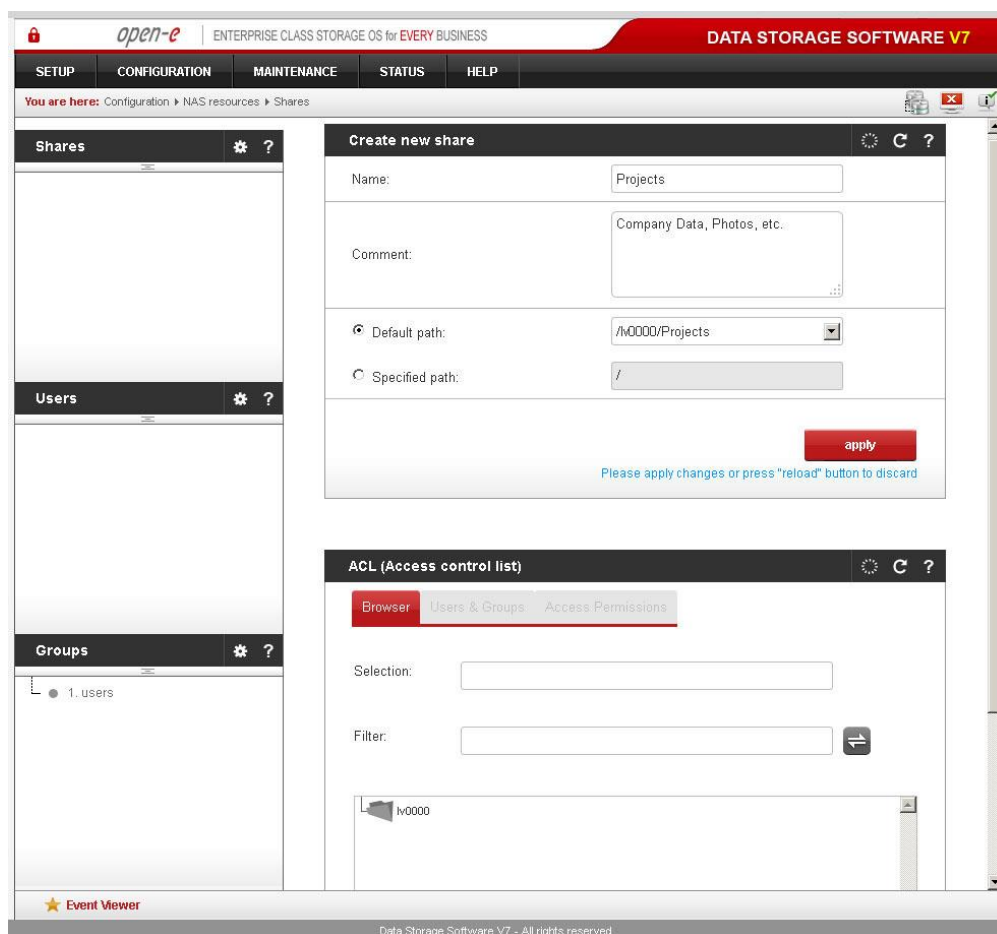 open-e ENTERPRISE CLASS STORAGE OS for EVERY BUSINESS DATA STORAGE SOFTWARE V7
SETUP CONFIGURATION MAINTENANCE STATUS HELP
You are here: Configuration NAS resources Shares
Shares ?
Users ?
Groups ?
1. users
Create new share ?
Name: Projects
Comment: Company Data, Photos, etc.
Default path: /lv0000/Projects
Specified path: /
apply
Please apply changes or press "reload" button to discard
ACL (Access control list) ?
Browser Users & Groups Access Permissions
Selection:
Filter:
lv0000
Event Viewer
Data Storage Software V7 - All rights reserved